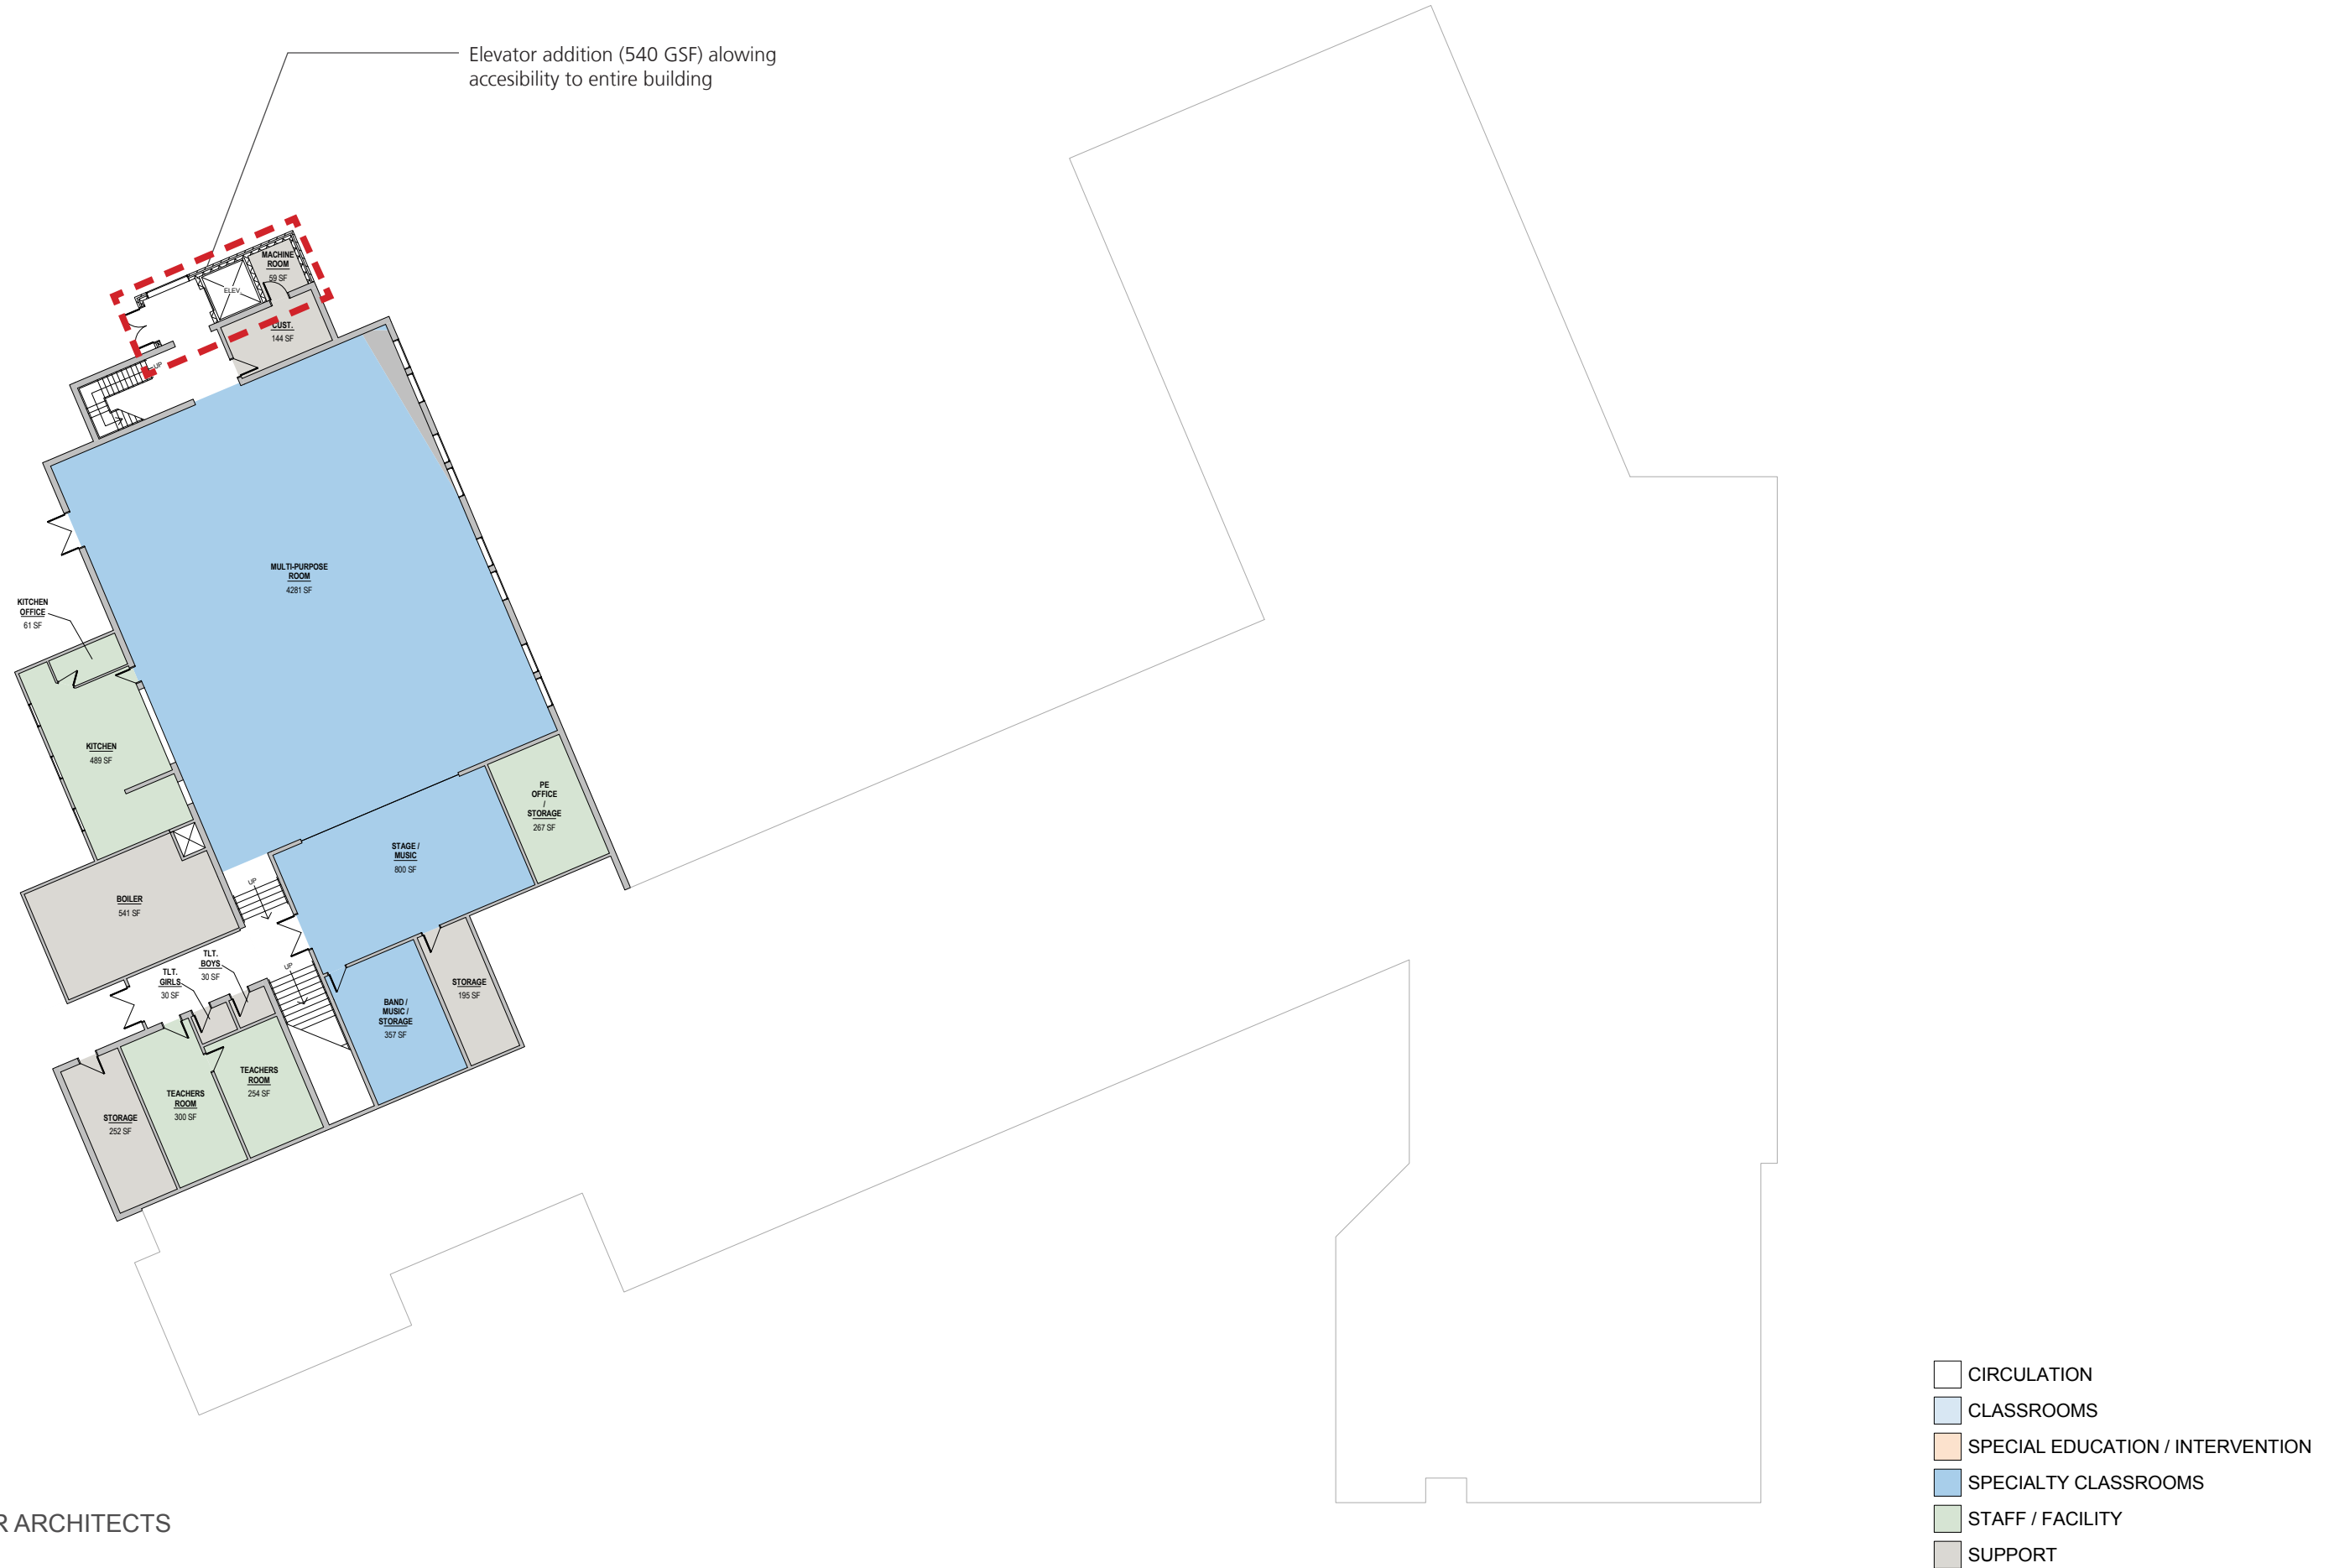 Elevator addition (540 GSF) alowing
accesibility to entire building
MACHINE
ROOM
59 SF
ELEV
CUST.
144 SF
UP
MULTI-PURPOSE
ROOM
4281 SF
KITCHEN
OFFICE
61 SF
KITCHEN
489 SF
PE
OFFICE
/
STORAGE
267 SF
STAGE /
MUSIC
800 SF
UP
BOILER
541 SF
TLT.
BOYS
30 SF
TLT.
GIRLS
30 SF
UP
STORAGE
195 SF
BAND /
MUSIC /
STORAGE
357 SF
TEACHERS
ROOM
254 SF
TEACHERS
ROOM
300 SF
STORAGE
252 SF
CIRCULATION
CLASSROOMS
SPECIAL EDUCATION / INTERVENTION
SPECIALTY CLASSROOMS
STAFF / FACILITY
SUPPORT
R ARCHITECTS